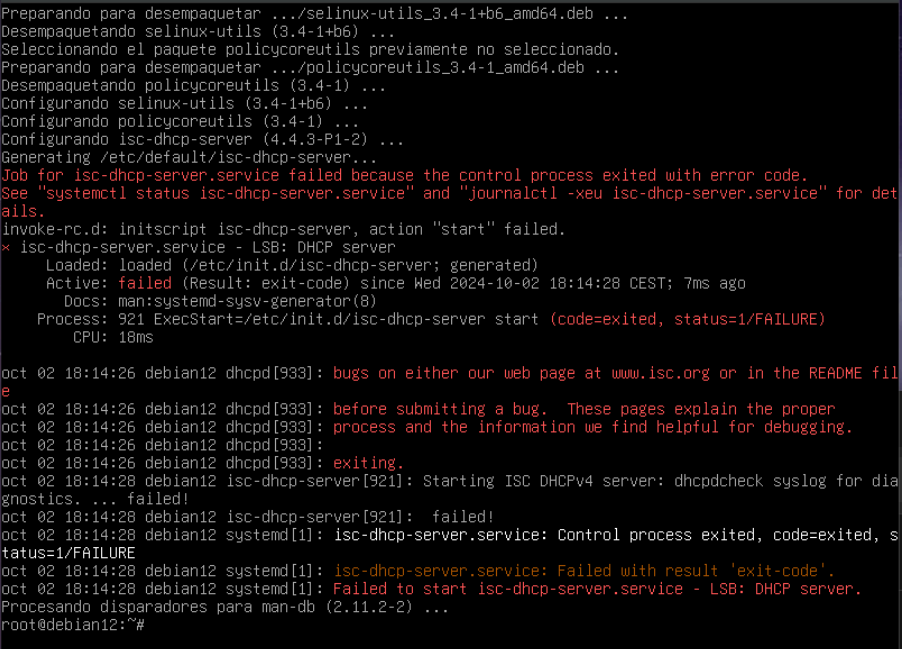 Preparando para desempaquetar .../selinux-utils_3.4-1+b6_amd64.deb ...
Desempaquetando selinux-utils (3.4-1+b6) ...
Seleccionando el paquete policycoreutils previamente no seleccionado.
Preparando para desempaquetar .../policycoreutils_3.4-1_amd64.deb ...
Desempaquetando policycoreutils (3.4-1) ...
Configurando selinux-utils (3.4-1+b6) ...
Configurando policycoreutils (3.4-1) ...
Configurando isc-dhcp-server (4.4.3-P1-2) ...
Generating /etc/default/isc-dhcp-server...
Job for isc-dhcp-server.service failed because the control process exited with error code.
See "systemctl status isc-dhcp-server.service" and "journalctl -xeu isc-dhcp-server.service" for det
ails.
invoke-rc.d: initscript isc-dhcp-server, action "start" failed.
× isc-dhcp-server.service - LSB: DHCP server
     Loaded: loaded (/etc/init.d/isc-dhcp-server; generated)
     Active: failed (Result: exit-code) since Wed 2024-10-02 18:14:28 CEST; 7ms ago
       Docs: man:systemd-sysv-generator(8)
    Process: 921 ExecStart=/etc/init.d/isc-dhcp-server start (code=exited, status=1/FAILURE)
        CPU: 18ms

oct 02 18:14:26 debian12 dhcpd[933]: bugs on either our web page at www.isc.org or in the README fil
e
oct 02 18:14:26 debian12 dhcpd[933]: before submitting a bug.  These pages explain the proper
oct 02 18:14:26 debian12 dhcpd[933]: process and the information we find helpful for debugging.
oct 02 18:14:26 debian12 dhcpd[933]:
oct 02 18:14:26 debian12 dhcpd[933]: exiting.
oct 02 18:14:28 debian12 isc-dhcp-server[921]: Starting ISC DHCPv4 server: dhcpdcheck syslog for dia
gnostics. ... failed!
oct 02 18:14:28 debian12 isc-dhcp-server[921]:  failed!
oct 02 18:14:28 debian12 systemd[1]: isc-dhcp-server.service: Control process exited, code=exited, s
tatus=1/FAILURE
oct 02 18:14:28 debian12 systemd[1]: isc-dhcp-server.service: Failed with result 'exit-code'.
oct 02 18:14:28 debian12 systemd[1]: Failed to start isc-dhcp-server.service - LSB: DHCP server.
Procesando disparadores para man-db (2.11.2-2) ...
root@debian12:~#